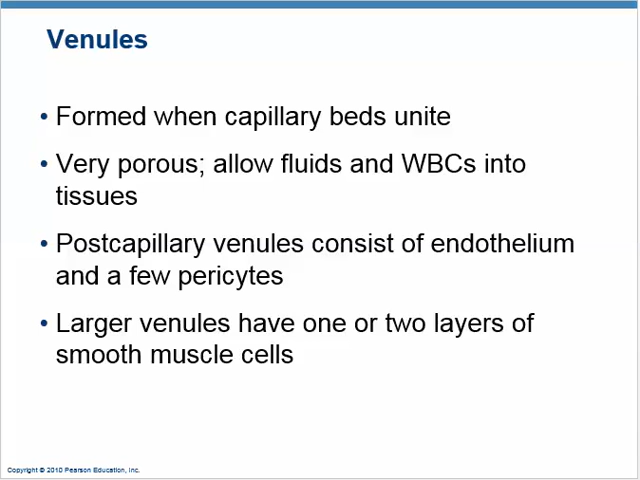 Venules
• Formed when capillary beds unite
• Very porous; allow fluids and WBCs into
tissues
• Postcapillary venules consist of endothelium
and a few pericytes
• Larger venules have one or two layers of
smooth muscle cells
Copyright © 2010 Pearson Education, Inc.